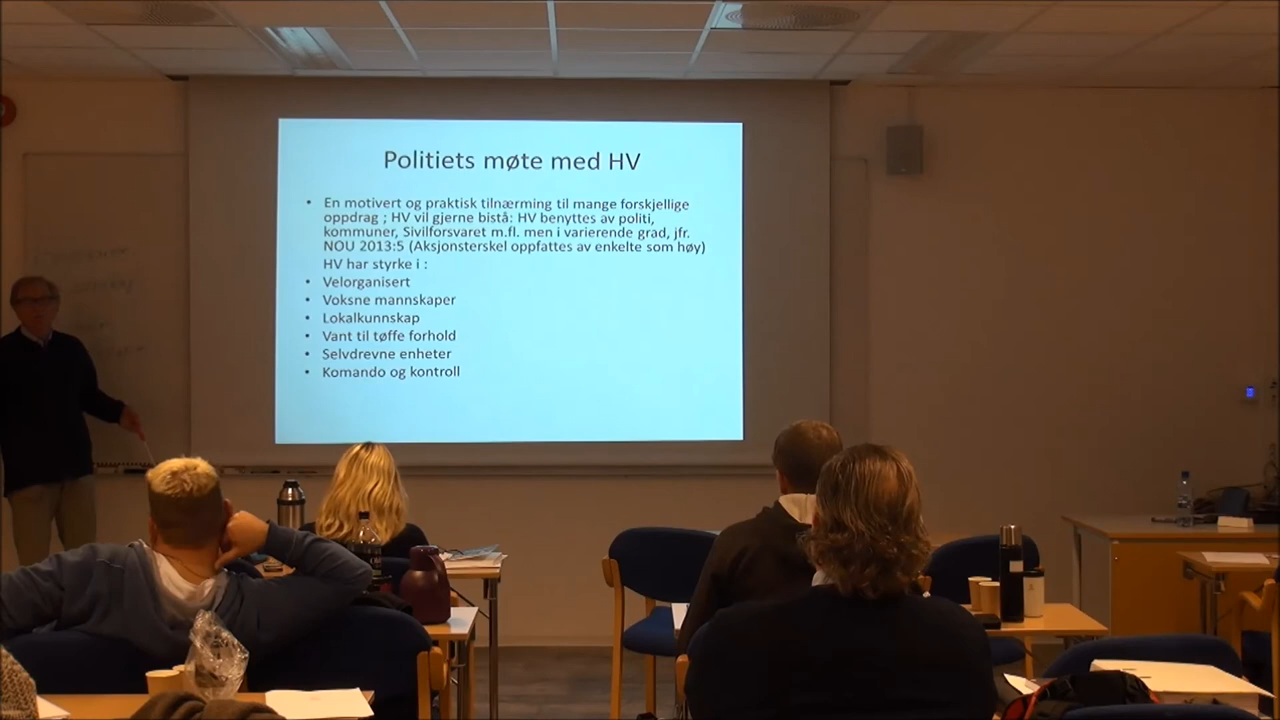 Politiets møte med HV
• En motivert og praktisk tilnærming til mange forskjellige
oppdrag ; HV vil gjerne bistå: HV benyttes av politi,
kommuner, Sivilforsvaret m.fl. men i varierende grad, jfr.
NOU 2013:5 (Aksjonsterskel oppfattes av enkelte som høy)
HV har styrke i :
• Velorganisert
• Voksne mannskaper
• Lokalkunnskap
• Vant til tøffe forhold
• Selvdrevne enheter
• Komando og kontroll